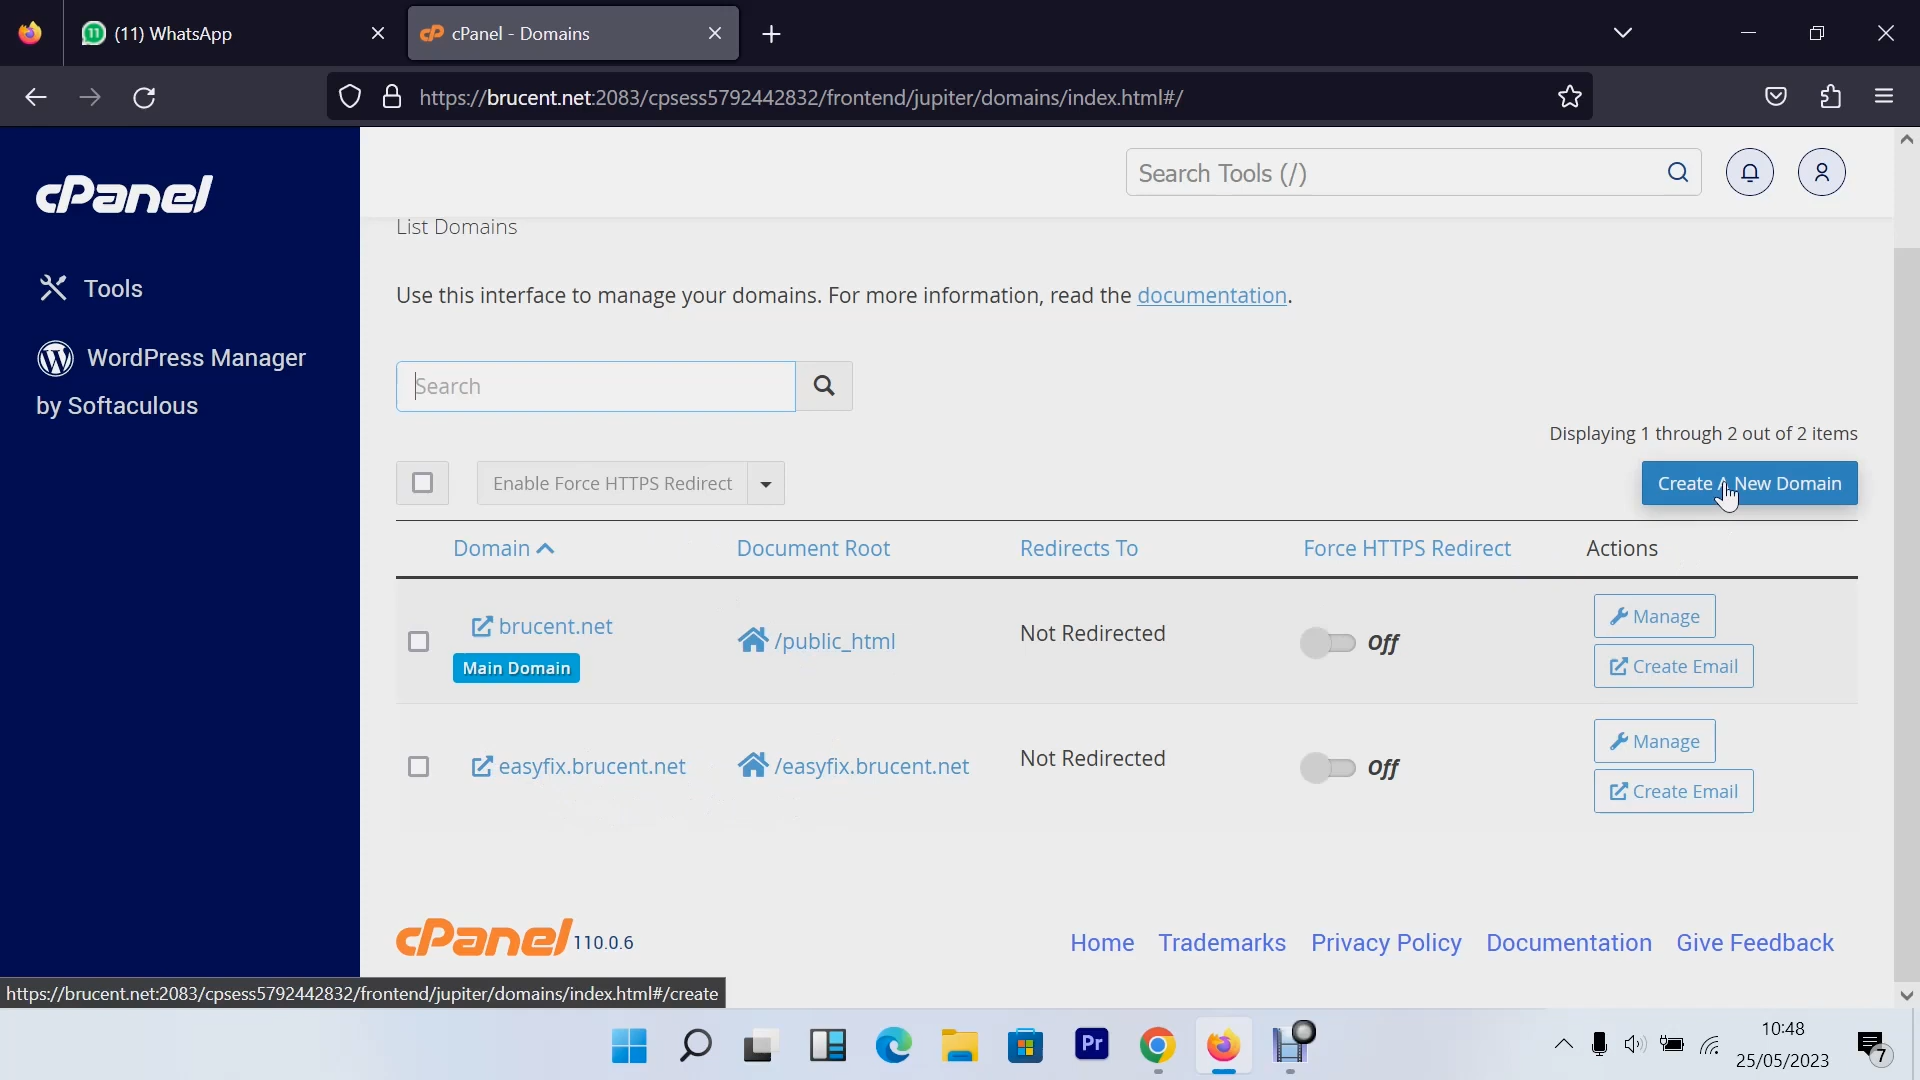 11 (11) WhatsApp
cP cPanel - Domains
https://brucent.net:2083/cpsess5792442832/frontend/jupiter/domains/index.html#/
cPanel
Search Tools (/)
List Domains
Tools
Use this interface to manage your domains. For more information, read the documentation.
WordPress Manager
by Softaculous
Search
Displaying 1 through 2 out of 2 items
Enable Force HTTPS Redirect
Create A New Domain
Domain Document Root Redirects To Force HTTPS Redirect Actions
brucent.net /public_html Not Redirected Off Manage
Main Domain Create Email
easyfix.brucent.net /easyfix.brucent.net Not Redirected Off Manage
Create Email
cPanel 110.0.6 Home Trademarks Privacy Policy Documentation Give Feedback
https://brucent.net:2083/cpsess5792442832/frontend/jupiter/domains/index.html#/create
Pr
10:48
25/05/2023
7